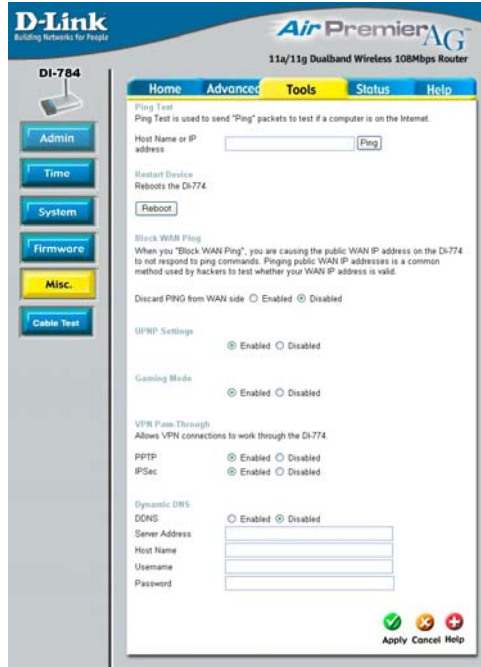 D-Link
Building Networks for People
Air PremierAG
11a/11g Dualband Wireless 108Mbps Router
DI-784
Home Advanced Tools Status Help
Admin
Time
System
Firmware
Misc.
Cable Test
Ping Test
Ping Test is used to send "Ping" packets to test if a computer is on the Internet.
Host Name or IP
address
Ping
Restart Device
Reboots the DI-774.
Reboot
Block WAN Ping
When you "Block WAN Ping", you are causing the public WAN IP address on the DI-774
to not respond to ping commands. Pinging public WAN IP addresses is a common
method used by hackers to test whether your WAN IP address is valid.
Discard PING from WAN side Enabled Disabled
UPNP Settings
Enabled Disabled
Gaming Mode
Enabled Disabled
VPN Pass-Through
Allows VPN connections to work through the DI-774.
PPTP Enabled Disabled
IPSec Enabled Disabled
Dynamic DNS
DDNS Enabled Disabled
Server Address
Host Name
Username
Password
Apply Cancel Help